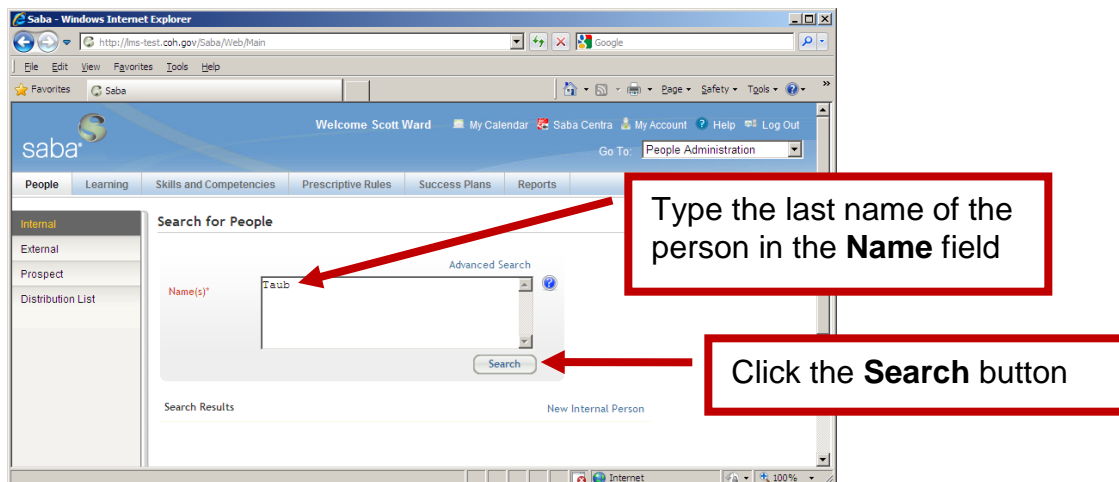 Saba - Windows Internet Explorer
http://lms-test.coh.gov/Saba/Web/Main
Google
File Edit View Favorites Tools Help
Favorites Saba Page Safety Tools »
saba
Welcome Scott Ward My Calendar Saba Centra My Account Help Log Out
Go To: People Administration
People Learning Skills and Competencies Prescriptive Rules Success Plans Reports
Internal
External
Prospect
Distribution List
Search for People
Advanced Search
Name(s)*
Taub
Search
Search Results
New Internal Person
Type the last name of the
person in the Name field
Click the Search button
Internet 100%